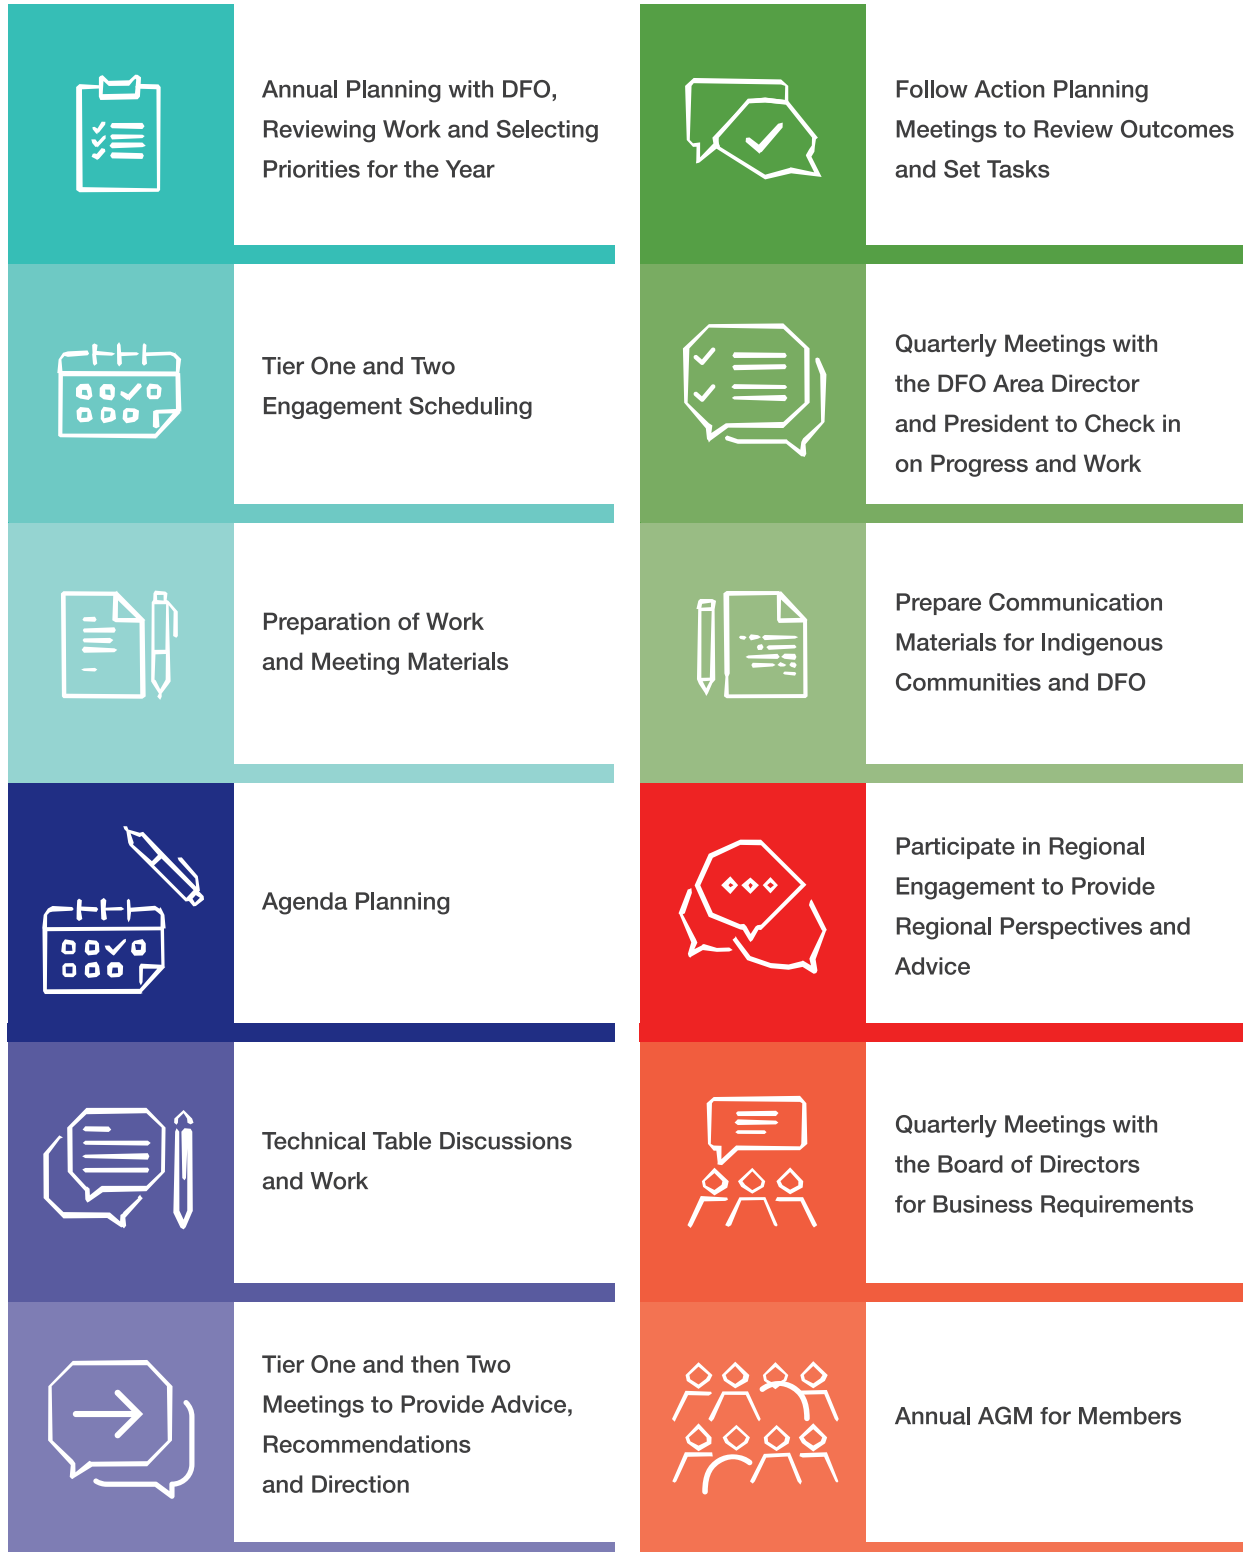 Annual Planning with DFO,
Reviewing Work and Selecting
Priorities for the Year
Tier One and Two
Engagement Scheduling
Preparation of Work
and Meeting Materials
Agenda Planning
Technical Table Discussions
and Work
Tier One and then Two
Meetings to Provide Advice,
Recommendations
and Direction
Follow Action Planning
Meetings to Review Outcomes
and Set Tasks
Quarterly Meetings with
the DFO Area Director
and President to Check in
on Progress and Work
Prepare Communication
Materials for Indigenous
Communities and DFO
Participate in Regional
Engagement to Provide
Regional Perspectives and
Advice
Quarterly Meetings with
the Board of Directors
for Business Requirements
Annual AGM for Members